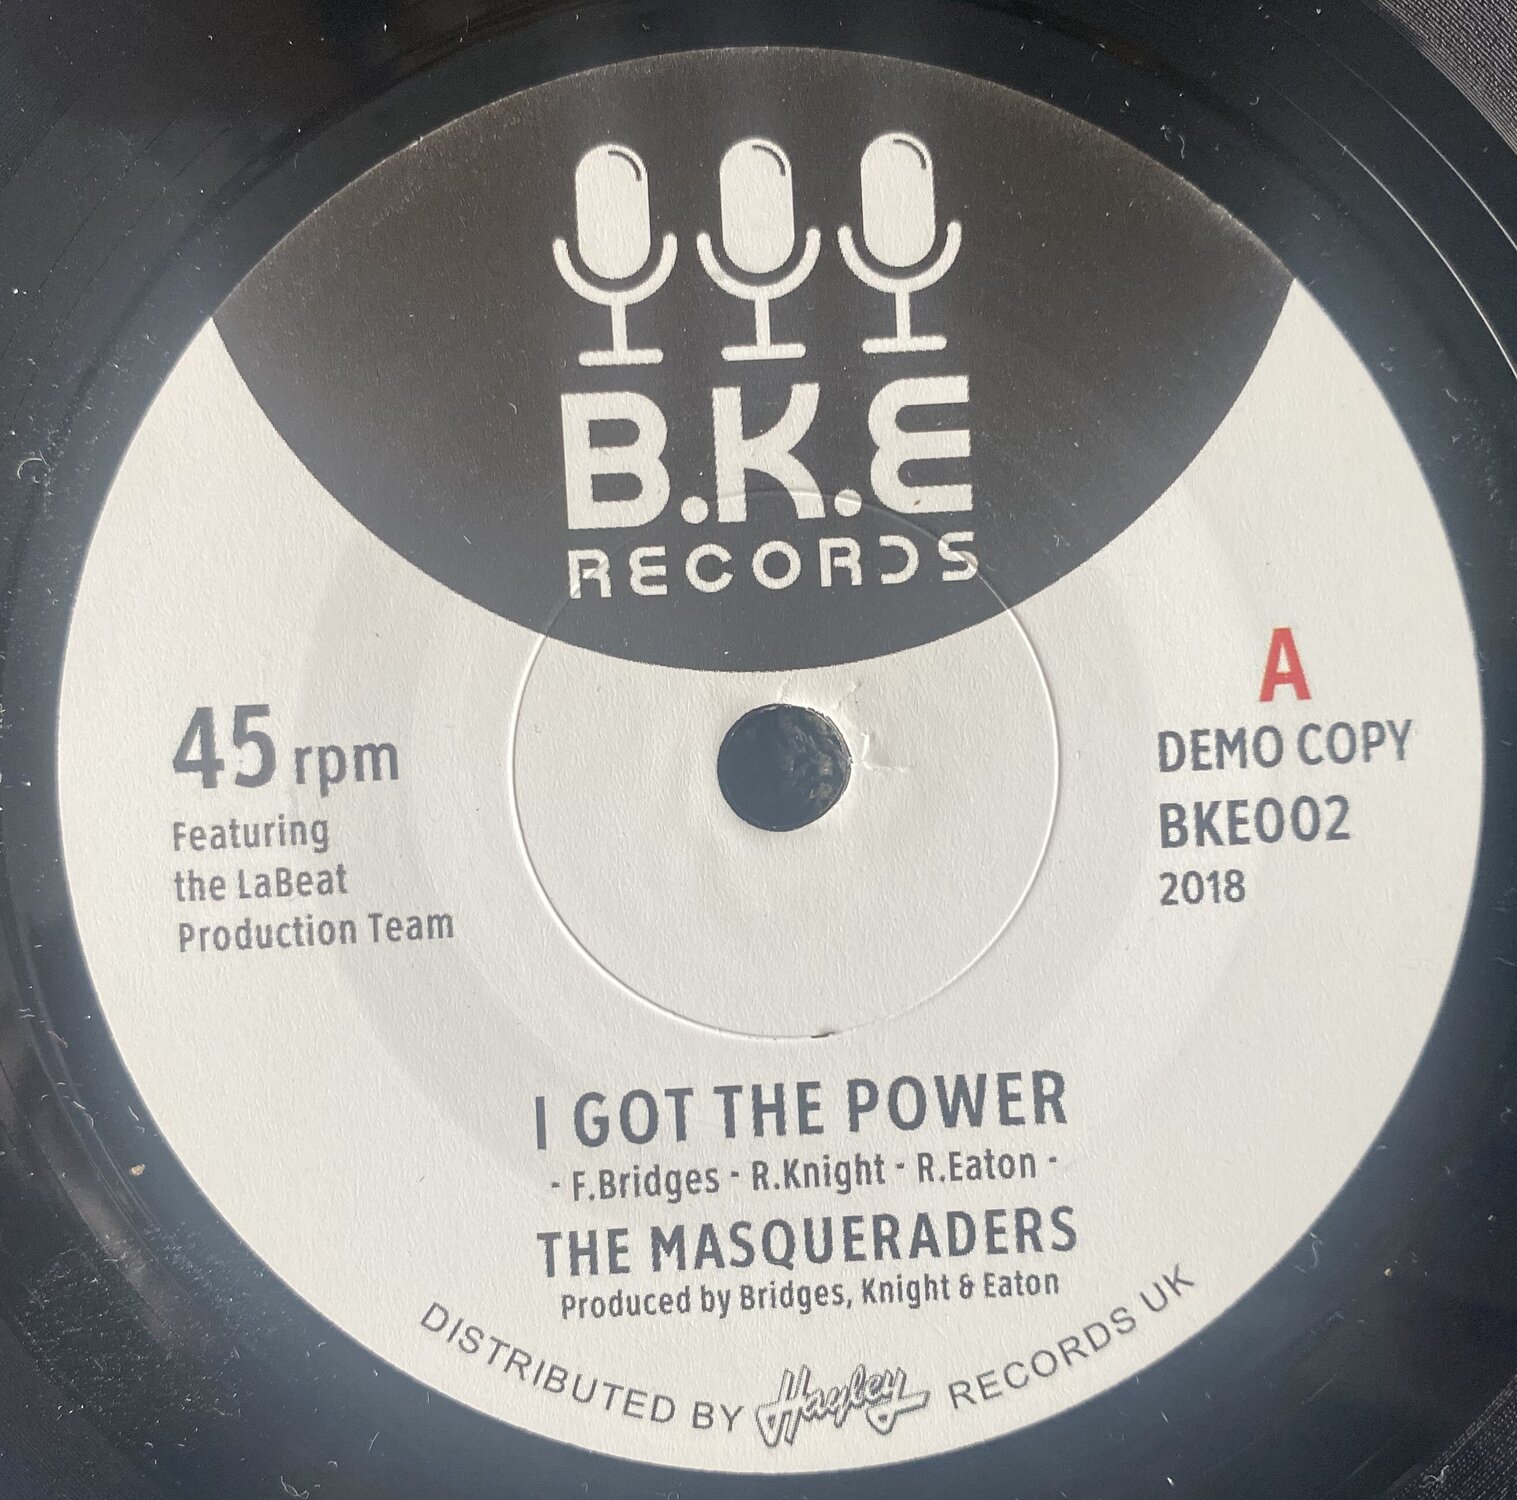 B.K.E
RECORDS
45 rpm
Featuring
the LaBeat
Production Team
A
DEMO COPY
BKE002
2018
I GOT THE POWER
- F.Bridges - R.Knight - R.Eaton -
THE MASQUERADERS
Produced by Bridges, Knight & Eaton
DISTRIBUTED BY Hayley RECORDS UK